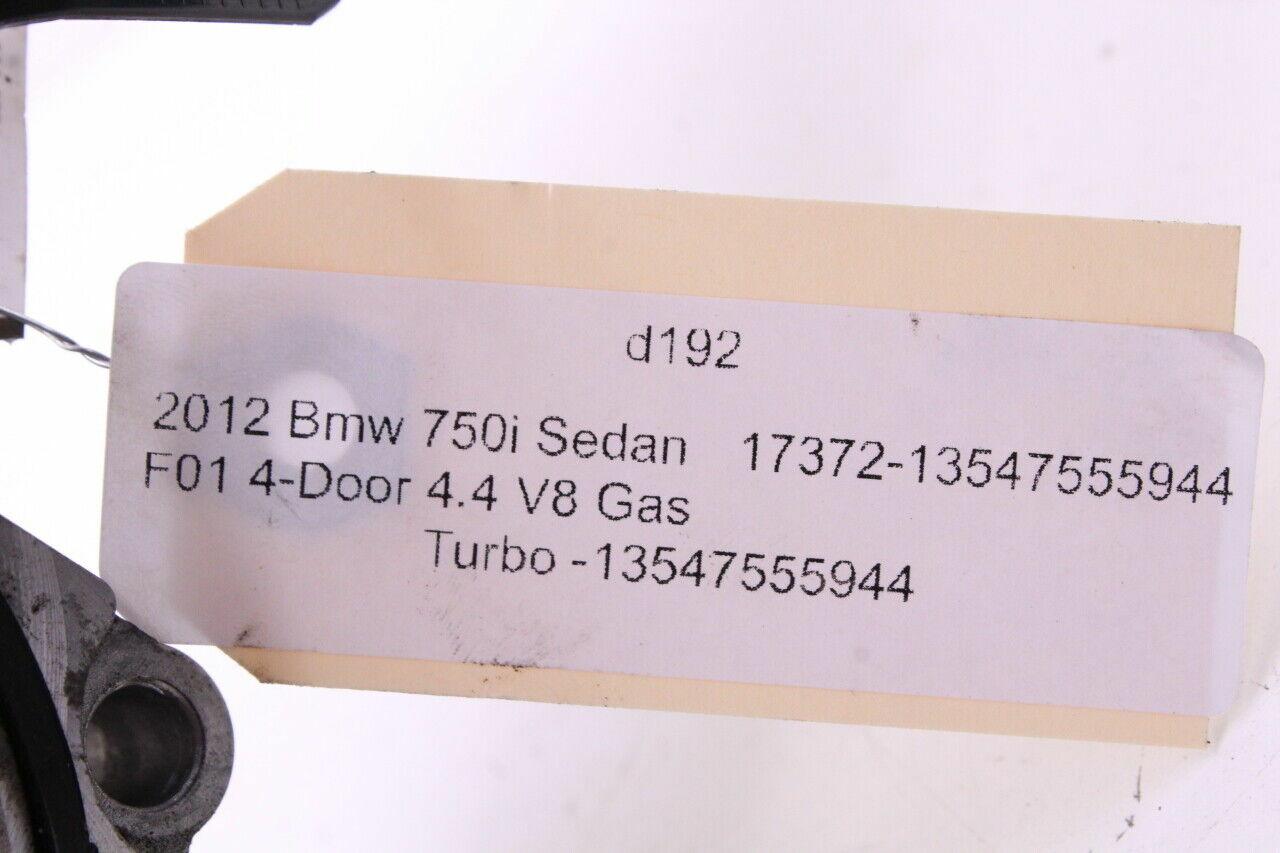 d192
2012 Bmw 750i Sedan 17372-13547555944
F01 4-Door 4.4 V8 Gas
Turbo -13547555944